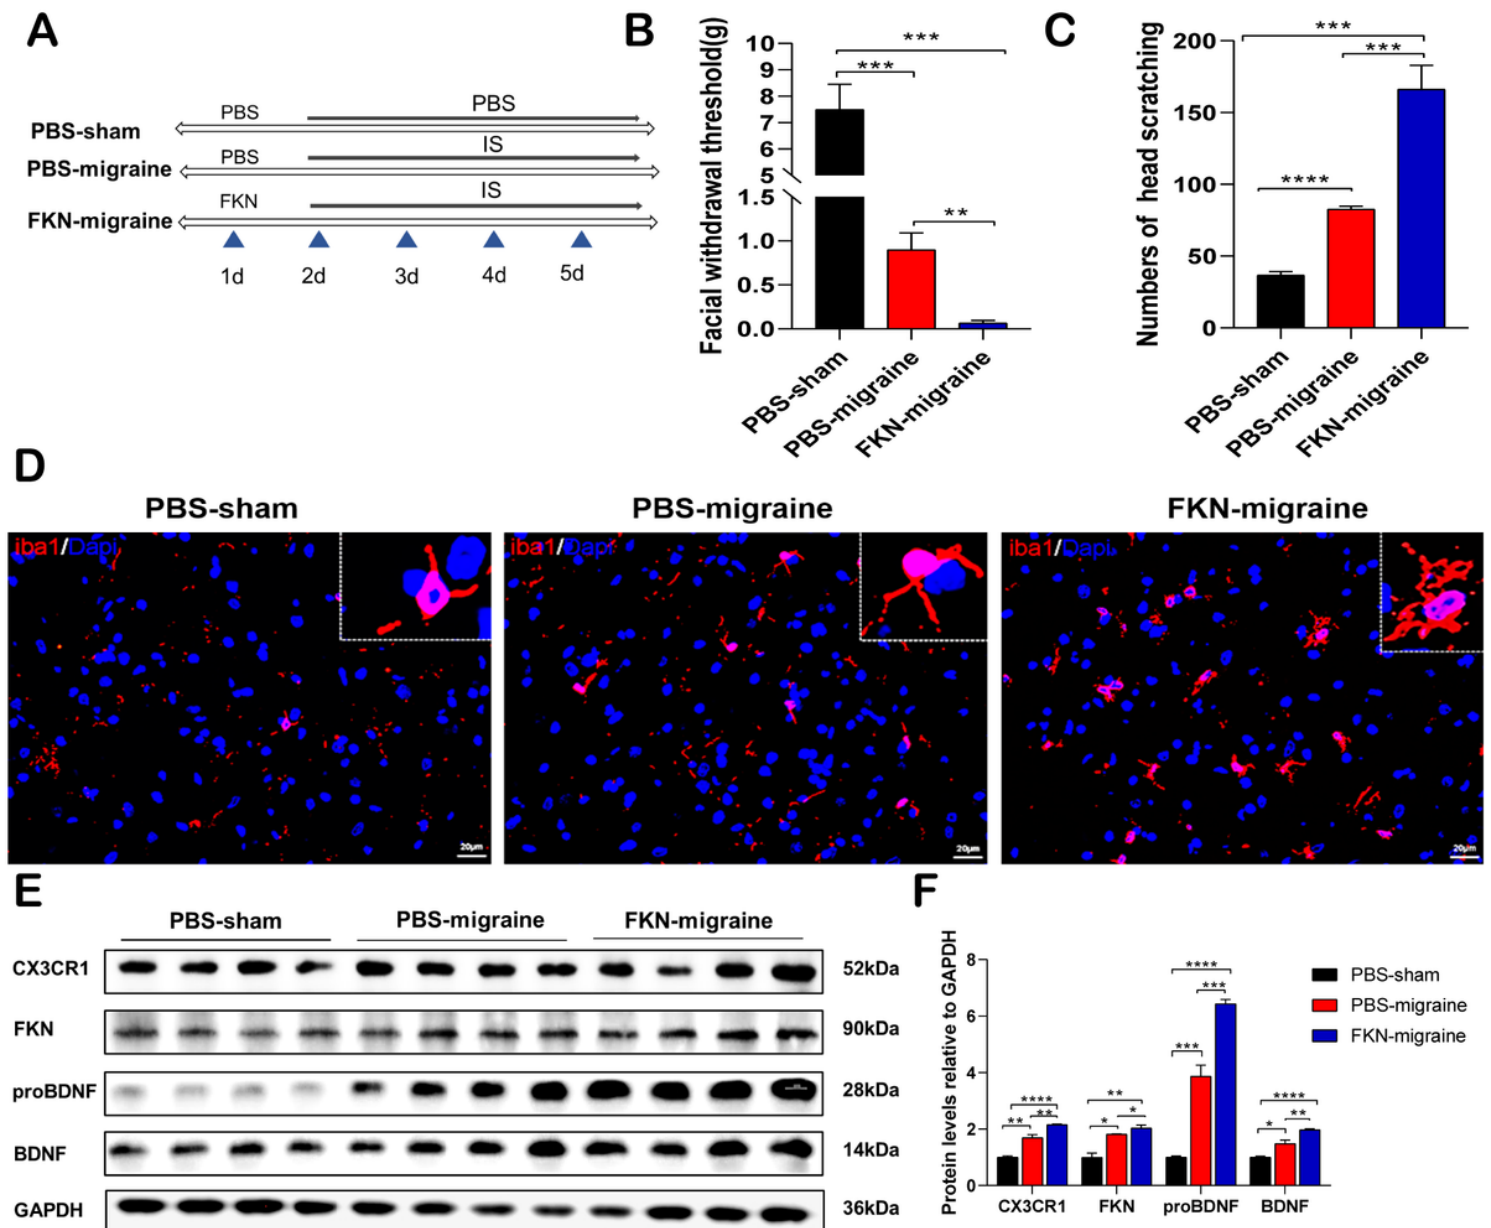 A
PBS-sham
PBS
PBS
PBS-migraine
PBS
IS
FKN-migraine
FKN
IS
1d
2d
3d
4d
5d
B
Facial withdrawal threshold(g)
10
9
8
7
6
5
1.5
1.0
0.5
0.0
***
***
**
PBS-sham
PBS-migraine
FKN-migraine
C
Numbers of head scratching
200
150
100
50
0
***
***
****
PBS-sham
PBS-migraine
FKN-migraine
D
PBS-sham
PBS-migraine
FKN-migraine
iba1/Dapi
iba1/Dapi
iba1/Dapi
20μm
20μm
20μm
E
PBS-sham
PBS-migraine
FKN-migraine
CX3CR1
52kDa
FKN
90kDa
proBDNF
28kDa
BDNF
14kDa
GAPDH
36kDa
F
Protein levels relative to GAPDH
8
6
4
2
0
****
**
**
**
*
*
****
***
***
****
**
*
CX3CR1
FKN
proBDNF
BDNF
PBS-sham
PBS-migraine
FKN-migraine